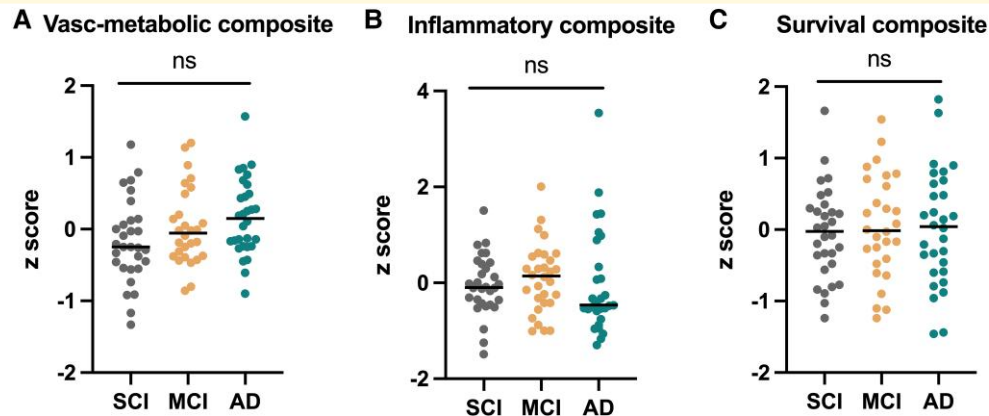 A Vasc-metabolic composite
ns
2
1
0
-1
-2
z score
SCI MCI AD
B Inflammatory composite
ns
4
2
0
-2
z score
SCI MCI AD
C Survival composite
ns
2
1
0
-1
-2
z score
SCI MCI AD